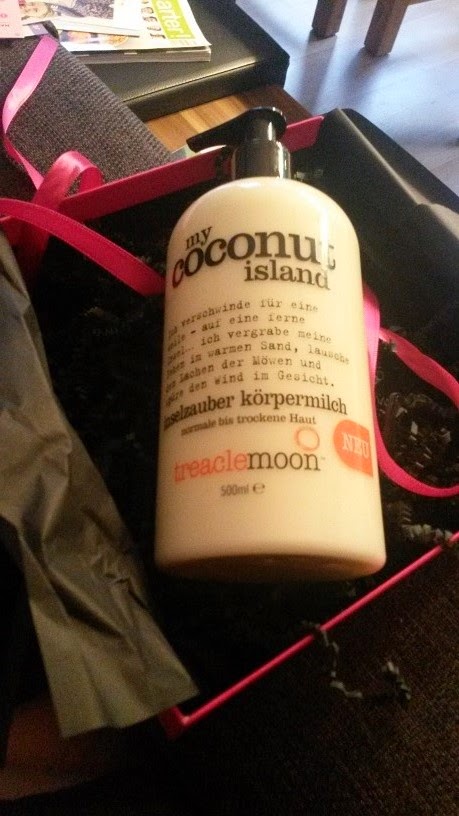 my
coconut
island
verschwinde für eine
- auf eine ferne
ich vergrabe meine
im warmen Sand, lausche
Lachen der Möwen und
den wind im Gesicht.
inselzauber körpermilch
normale bis trockene Haut
treaclemoon™
NEU
500ml e